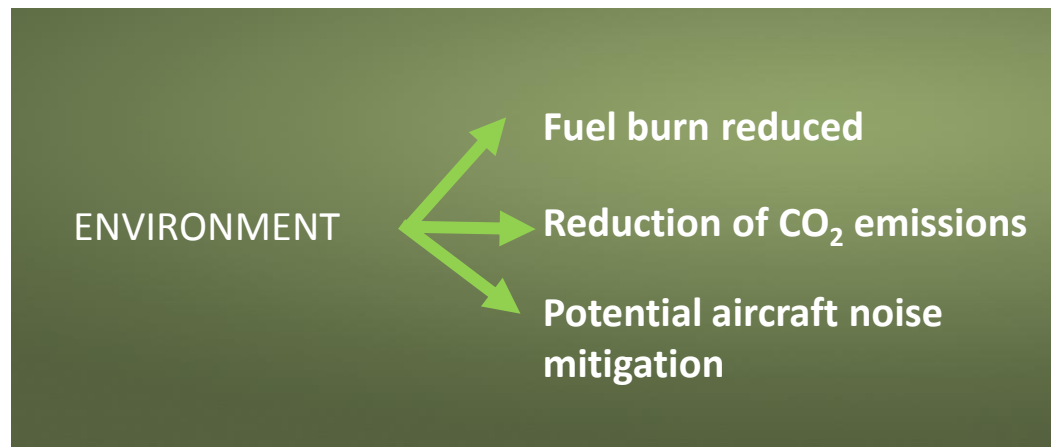 Fuel burn reduced
ENVIRONMENT
Reduction of CO₂ emissions
Potential aircraft noise
mitigation